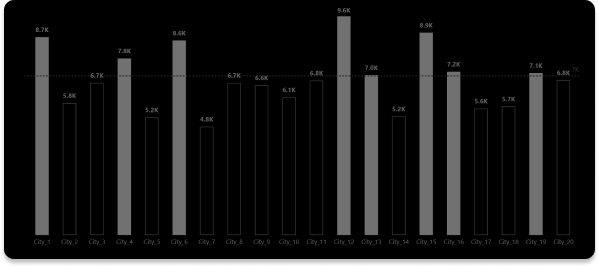 9.6K
8.7K 8.6K 8.9K
7.8K
7.0K 7.2K 7.1K
6.7K 6.7K 6.6K 6.8K 6.8K 7K
5.8K 6.1K
5.2K 4.8K 5.2K 5.6K 5.7K
City_1 City_2 City_3 City_4 City_5 City_6 City_7 City_8 City_9 City_10 City_11 City_12 City_13 City_14 City_15 City_16 City_17 City_18 City_19 City_20